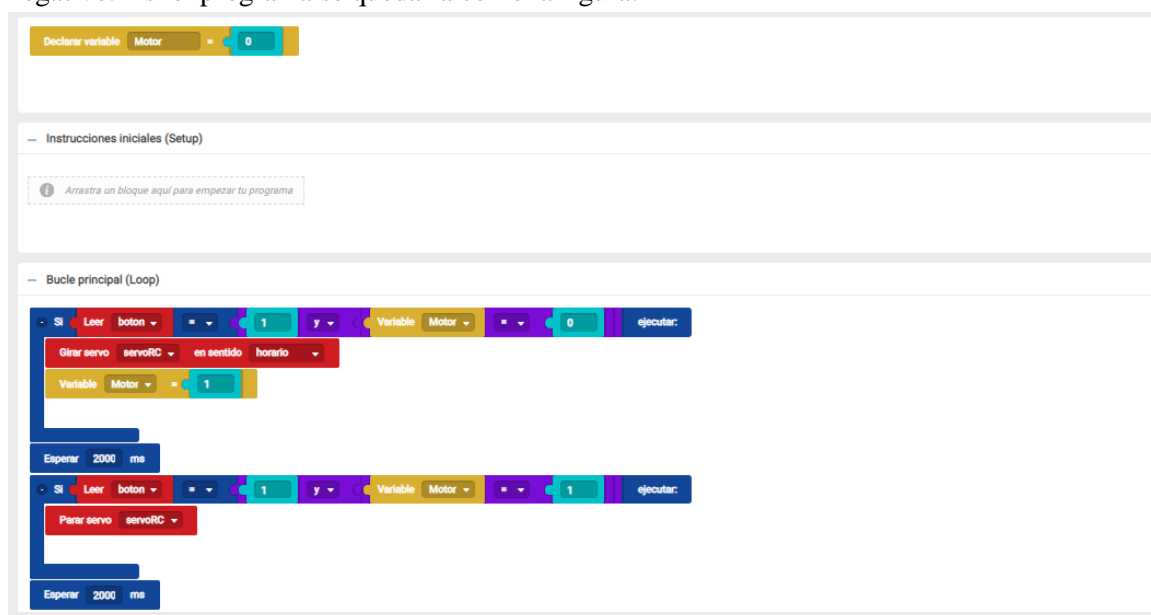 Declarar variable Motor = 0
— Instrucciones iniciales (Setup)
i Arrastra un bloque aquí para empezar tu programa
— Bucle principal (Loop)
- Si Leer boton = 1 y Variable Motor = 0 ejecutar:
Girar servo servoRC en sentido horario
Variable Motor = 1
Esperar 2000 ms
- Si Leer boton = 1 y Variable Motor = 1 ejecutar:
Parar servo servoRC
Esperar 2000 ms